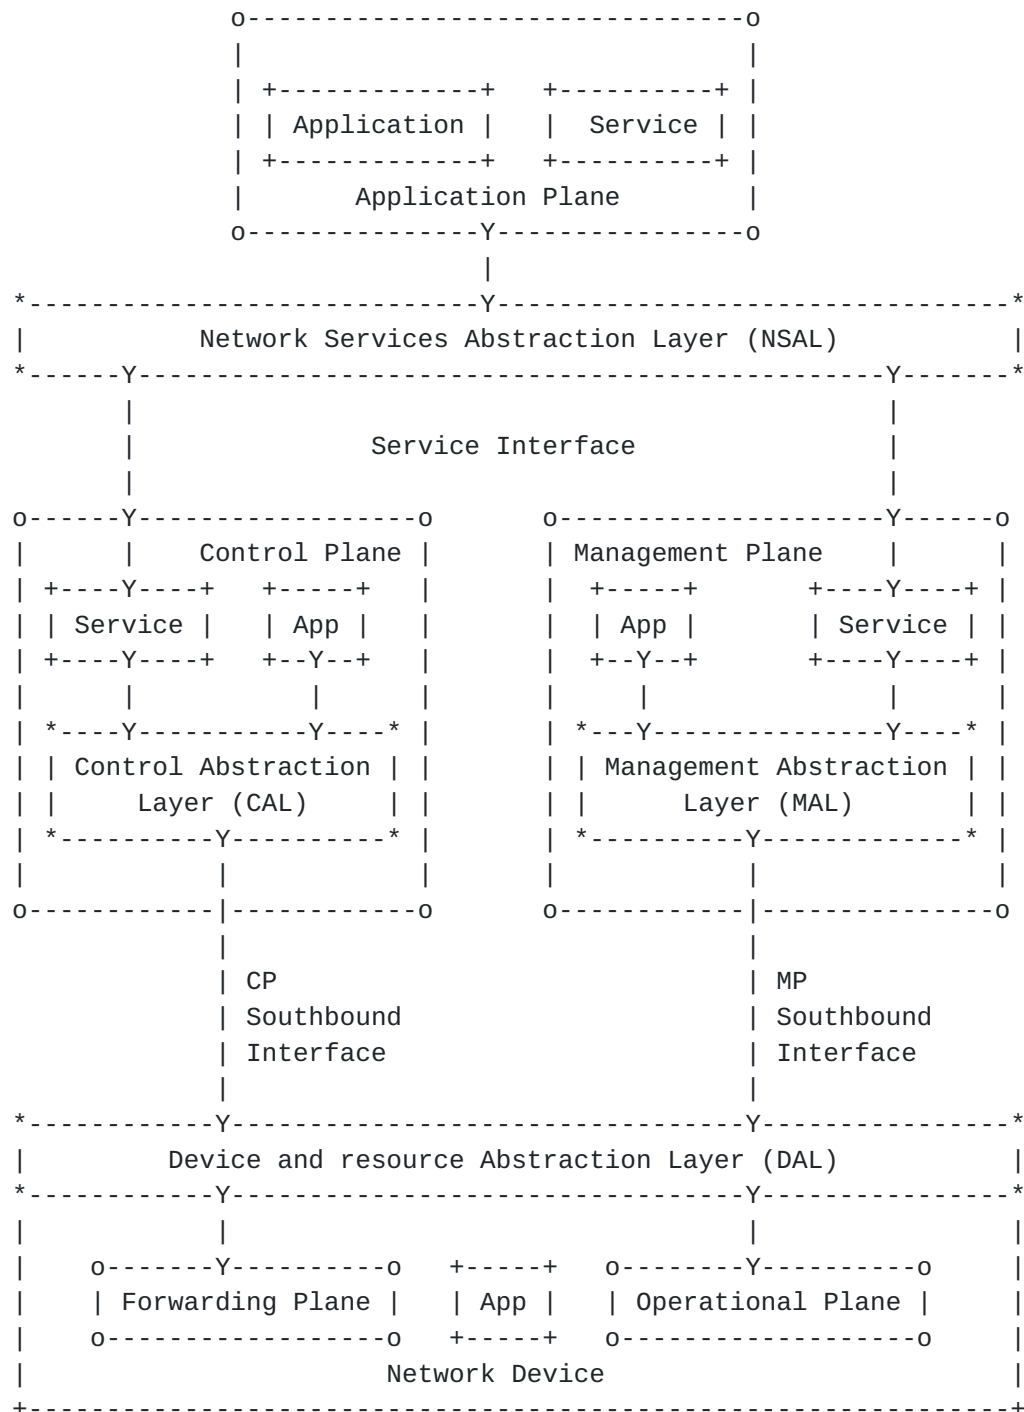 o--------------------------------o
|                                |
| +-------------+   +----------+ |
| | Application |   |  Service | |
| +-------------+   +----------+ |
|       Application Plane        |
o---------------Y----------------o
|
*-----------------------------Y---------------------------------*
|           Network Services Abstraction Layer (NSAL)           |
*------Y------------------------------------------------Y-------*
|                                                |
|               Service Interface                |
|                                                |
o------Y------------------o       o---------------------Y------o
|      |    Control Plane |       | Management Plane    |      |
| +----Y----+   +-----+   |       |  +-----+       +----Y----+ |
| | Service |   | App |   |       |  | App |       | Service | |
| +----Y----+   +--Y--+   |       |  +--Y--+       +----Y----+ |
|      |           |      |       |     |               |      |
| *----Y-----------Y----* |       | *---Y---------------Y----* |
| | Control Abstraction | |       | | Management Abstraction | |
| |     Layer (CAL)     | |       | |      Layer (MAL)       | |
| *----------Y----------* |       | *----------Y-------------* |
|            |            |       |            |               |
o------------|------------o       o------------|---------------o
|                                 |
| CP                              | MP
| Southbound                      | Southbound
| Interface                       | Interface
|                                 |
*------------Y---------------------------------Y----------------*
|         Device and resource Abstraction Layer (DAL)           |
*------------Y---------------------------------Y----------------*
|            |                                 |                |
|    o-------Y----------o   +-----+   o--------Y----------o     |
|    | Forwarding Plane |   | App |   | Operational Plane |     |
|    o------------------o   +-----+   o-------------------o     |
|                       Network Device                          |
+---------------------------------------------------------------+